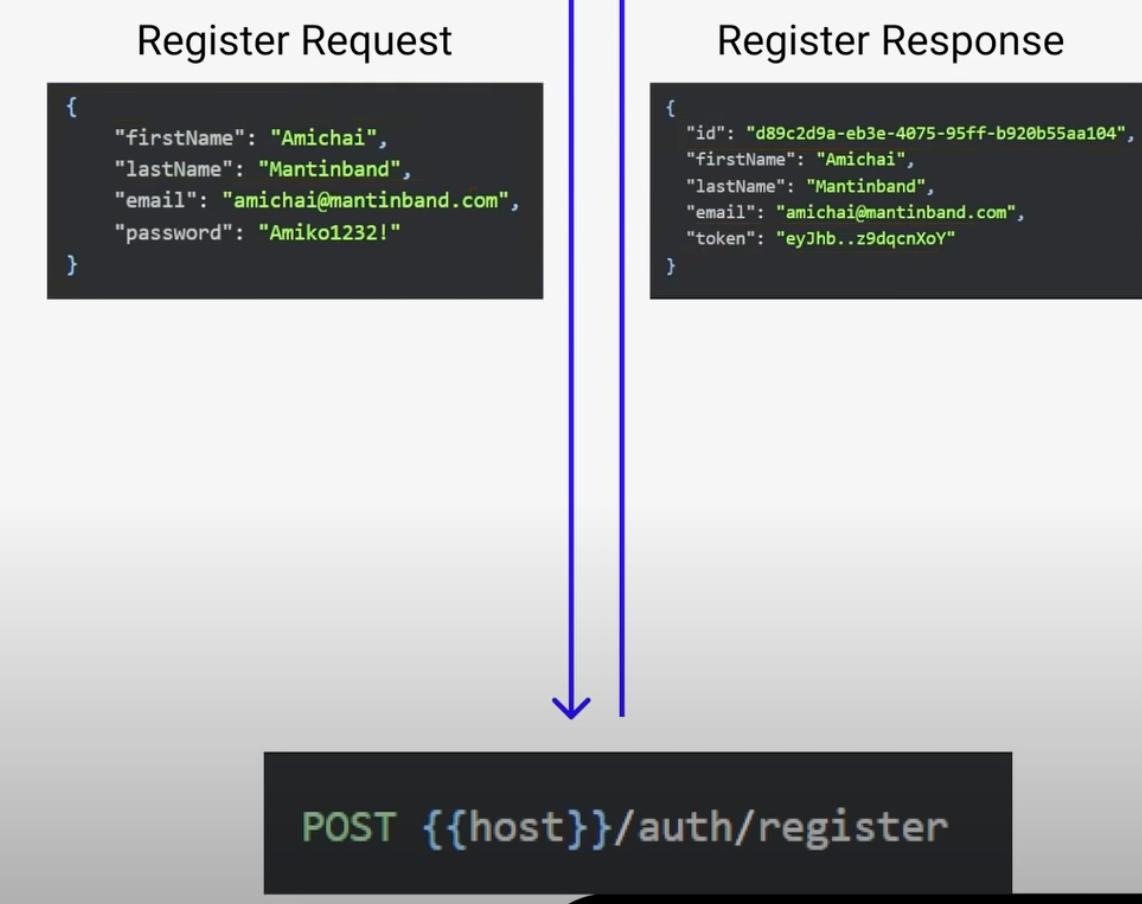 Register Request
{
"firstName": "Amichai",
"lastName": "Mantinband",
"email": "amichai@mantinband.com",
"password": "Amiko1232!"
}
Register Response
{
"id": "d89c2d9a-eb3e-4075-95ff-b920b55aa104",
"firstName": "Amichai",
"lastName": "Mantinband",
"email": "amichai@mantinband.com",
"token": "eyJhb..z9dqcnXoY"
}
POST {{host}}/auth/register